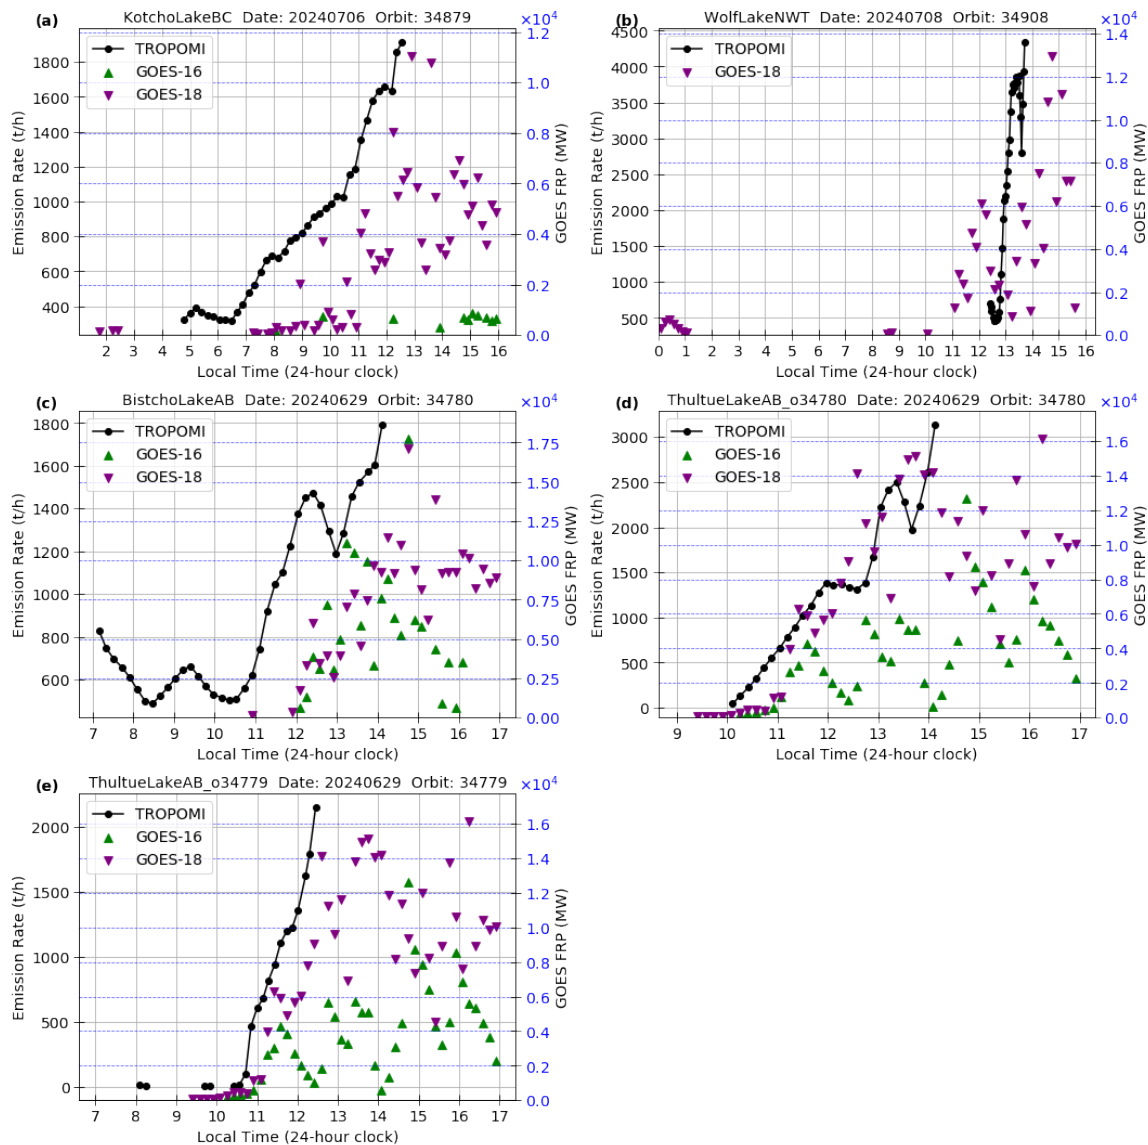 (a) KotchoLakeBC Date: 20240706 Orbit: 34879
×10⁴
TROPOMI
GOES-16
GOES-18
Emission Rate (t/h)
1800
1600
1400
1200
1000
800
600
400
1.2
1.0
0.8
0.6
0.4
0.2
0.0
GOES FRP (MW)
2 3 4 5 6 7 8 9 10 11 12 13 14 15 16
Local Time (24-hour clock)
(b) WolfLakeNWT Date: 20240708 Orbit: 34908
×10⁴
TROPOMI
GOES-18
Emission Rate (t/h)
4500
4000
3500
3000
2500
2000
1500
1000
500
1.4
1.2
1.0
0.8
0.6
0.4
0.2
0.0
GOES FRP (MW)
0 1 2 3 4 5 6 7 8 9 10 11 12 13 14 15 16
Local Time (24-hour clock)
(c) BistchoLakeAB Date: 20240629 Orbit: 34780
×10⁴
TROPOMI
GOES-16
GOES-18
Emission Rate (t/h)
1800
1600
1400
1200
1000
800
600
1.75
1.50
1.25
1.00
0.75
0.50
0.25
0.00
GOES FRP (MW)
7 8 9 10 11 12 13 14 15 16 17
Local Time (24-hour clock)
(d) ThultueLakeAB_o34780 Date: 20240629 Orbit: 34780
×10⁴
TROPOMI
GOES-16
GOES-18
Emission Rate (t/h)
3000
2500
2000
1500
1000
500
0
1.6
1.4
1.2
1.0
0.8
0.6
0.4
0.2
0.0
GOES FRP (MW)
9 10 11 12 13 14 15 16 17
Local Time (24-hour clock)
(e) ThultueLakeAB_o34779 Date: 20240629 Orbit: 34779
×10⁴
TROPOMI
GOES-16
GOES-18
Emission Rate (t/h)
2000
1500
1000
500
0
1.6
1.4
1.2
1.0
0.8
0.6
0.4
0.2
0.0
GOES FRP (MW)
7 8 9 10 11 12 13 14 15 16 17
Local Time (24-hour clock)